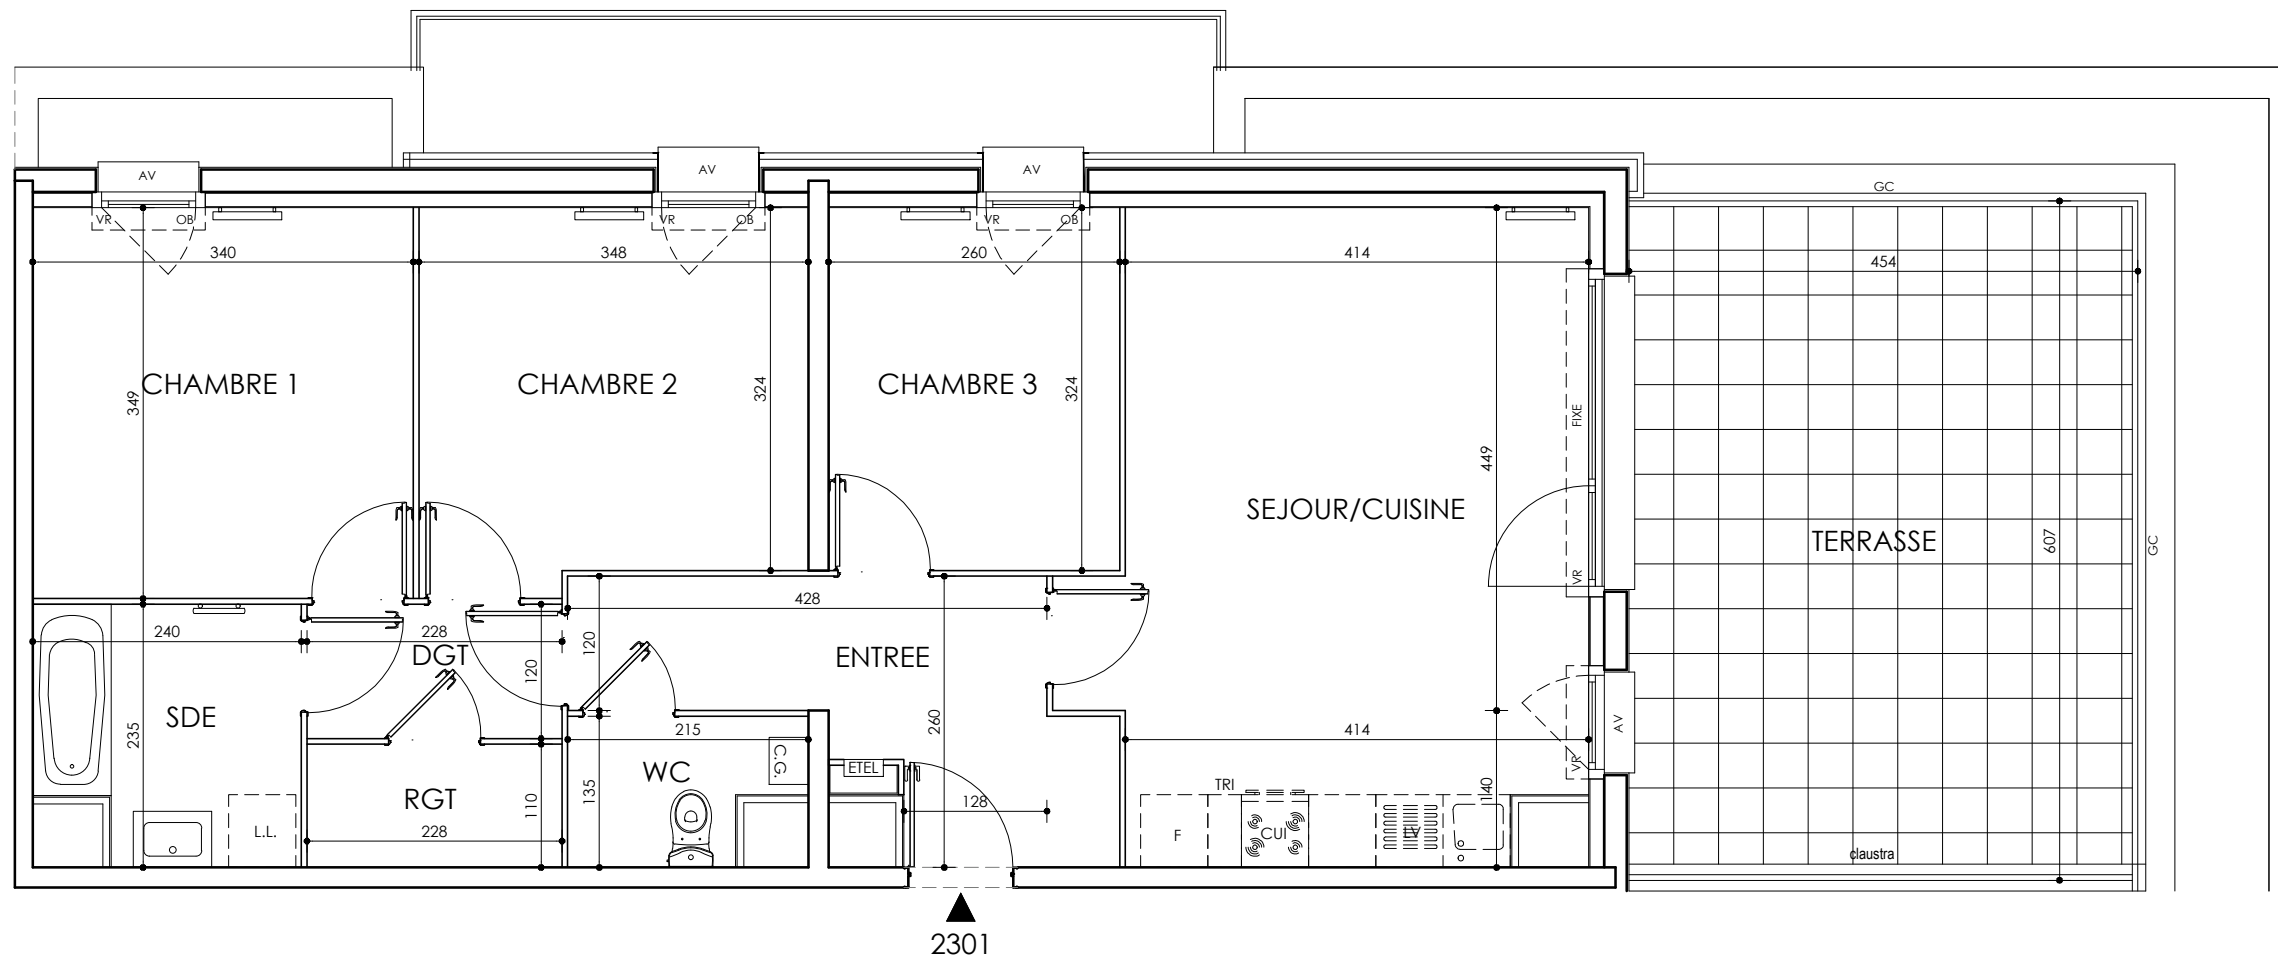 GC
AV
AV
AV
VR
OB
VR
OB
VR
OB
340
348
260
414
454
CHAMBRE 1
CHAMBRE 2
CHAMBRE 3
349
324
324
449
FIXE
SEJOUR/CUISINE
TERRASSE
607
GC
VR
428
240
228
DGT
120
120
ENTREE
SDE
235
260
215
414
AV
VR
C.G.
WC
ETEL
RGT
110
135
128
TRI
140
228
L.L.
F
CUI
LV
claustra
2301